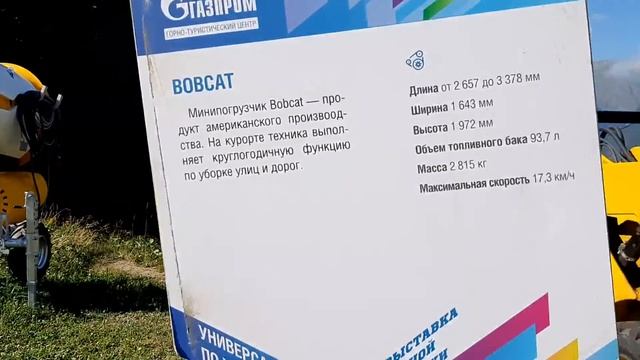 ГАЗПРОМ
ГОРНО-ТУРИСТИЧЕСКИЙ ЦЕНТР
BOBCAT
Минипогрузчик Bobcat — про-
дукт американского производ-
ства. На курорте техника выпол-
няет круглогодичную функцию
по уборке улиц и дорог.
Длина от 2 657 до 3 378 мм
Ширина 1 643 мм
Высота 1 972 мм
Объем топливного бака 93,7 л
Масса 2 815 кг
Максимальная скорость 17,3 км/ч
ВЫСТАВКА